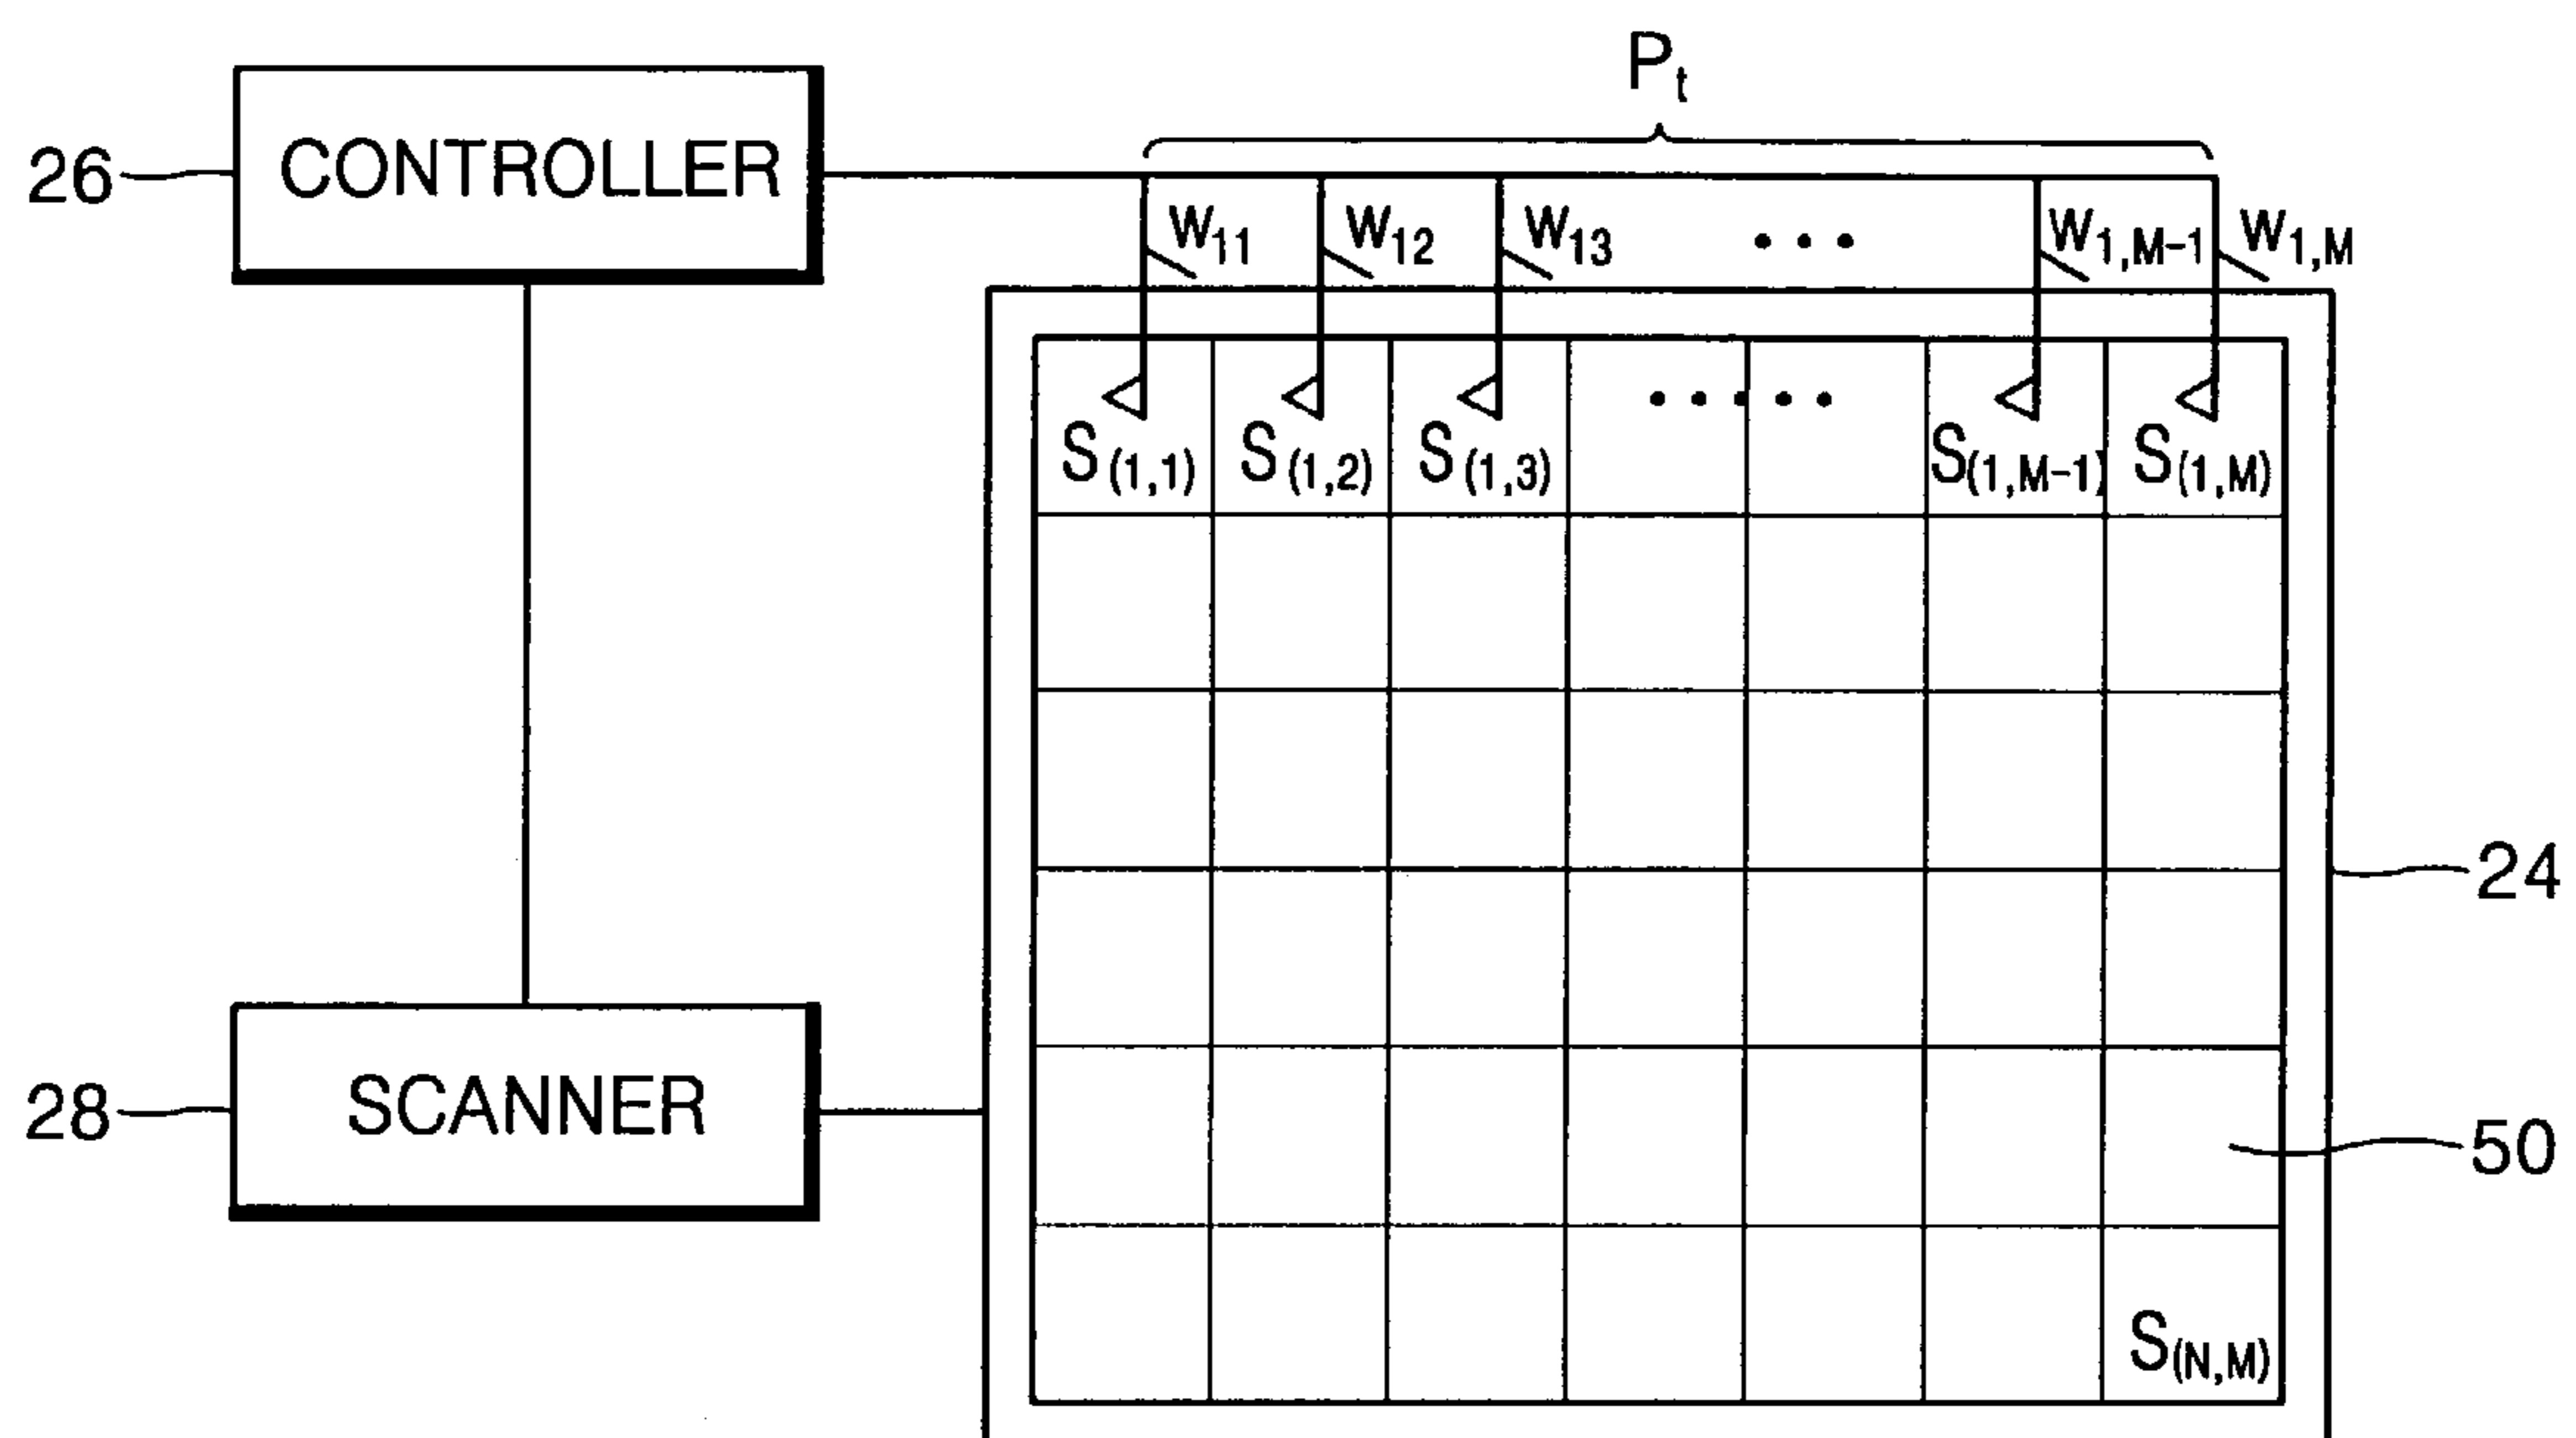 Pt
26 CONTROLLER
W11 W12 W13 ... W1,M-1 W1,M
S(1,1) S(1,2) S(1,3) ..... S(1,M-1) S(1,M)
24
28 SCANNER
50
S(N,M)